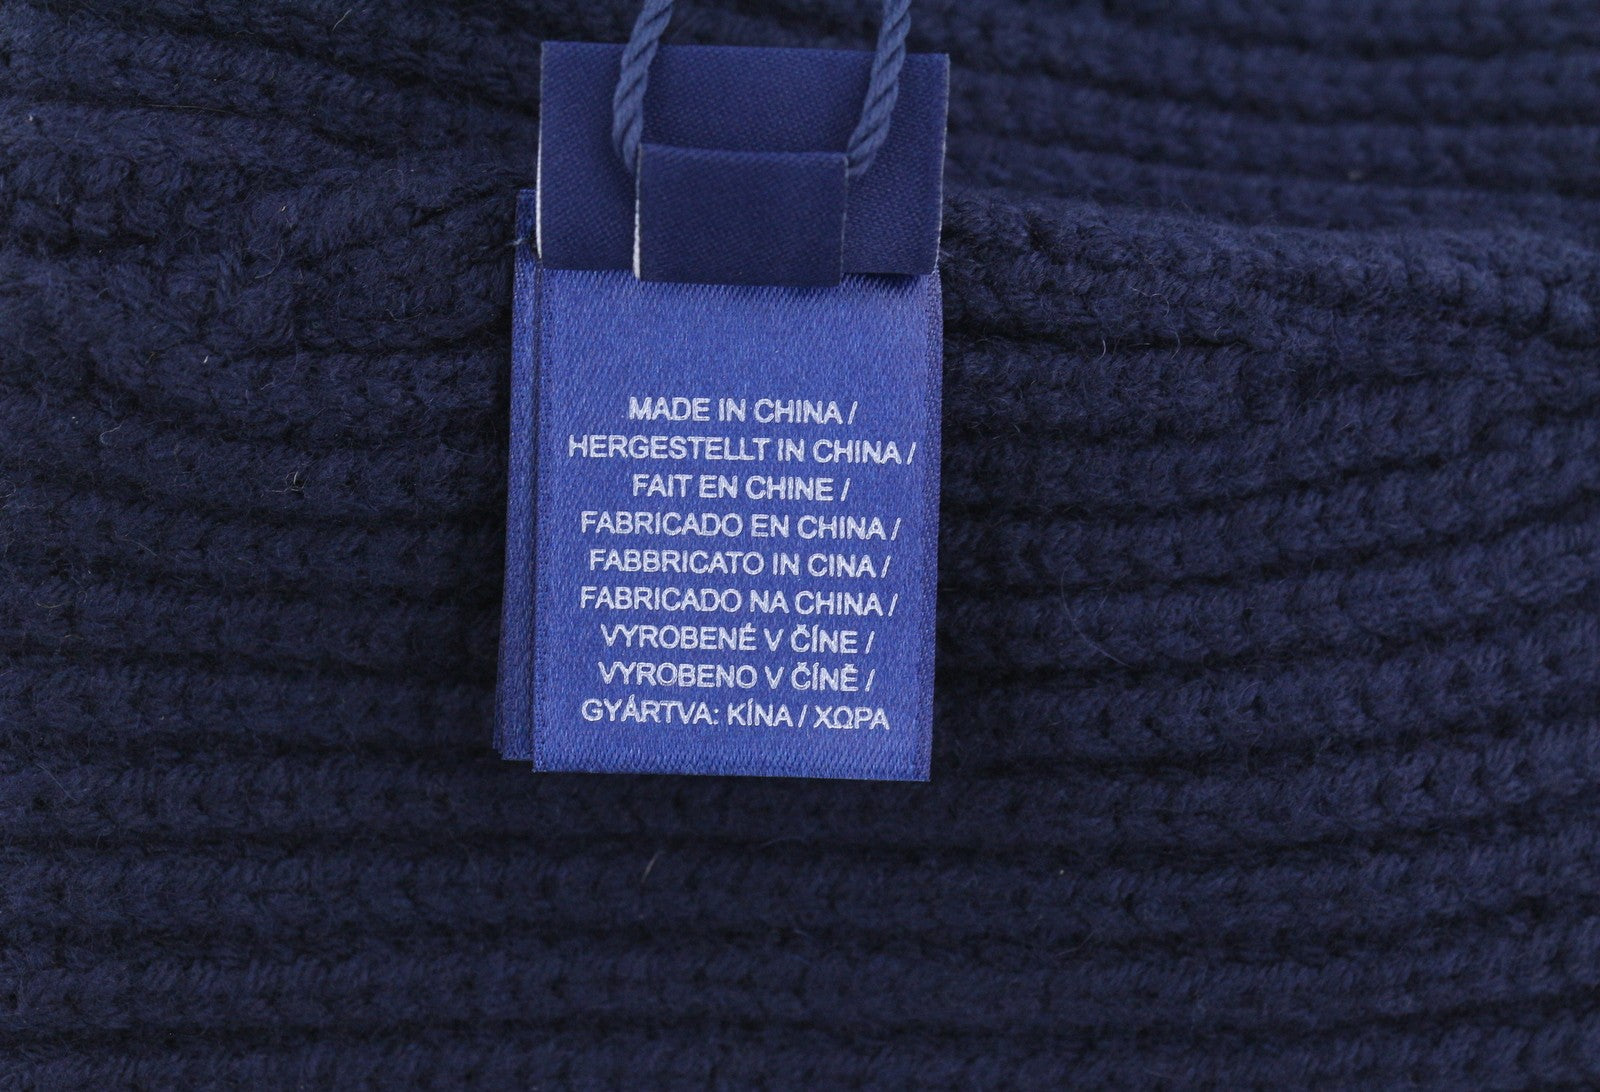 MADE IN CHINA /
HERGESTELLT IN CHINA /
FAIT EN CHINE /
FABRICADO EN CHINA /
FABBRICATO IN CINA /
FABRICADO NA CHINA /
VYROBENÉ V ČÍNE /
VYROBENO V ČÍNĚ /
GYÁRTVA: KÍNA / ΧΩΡΑ